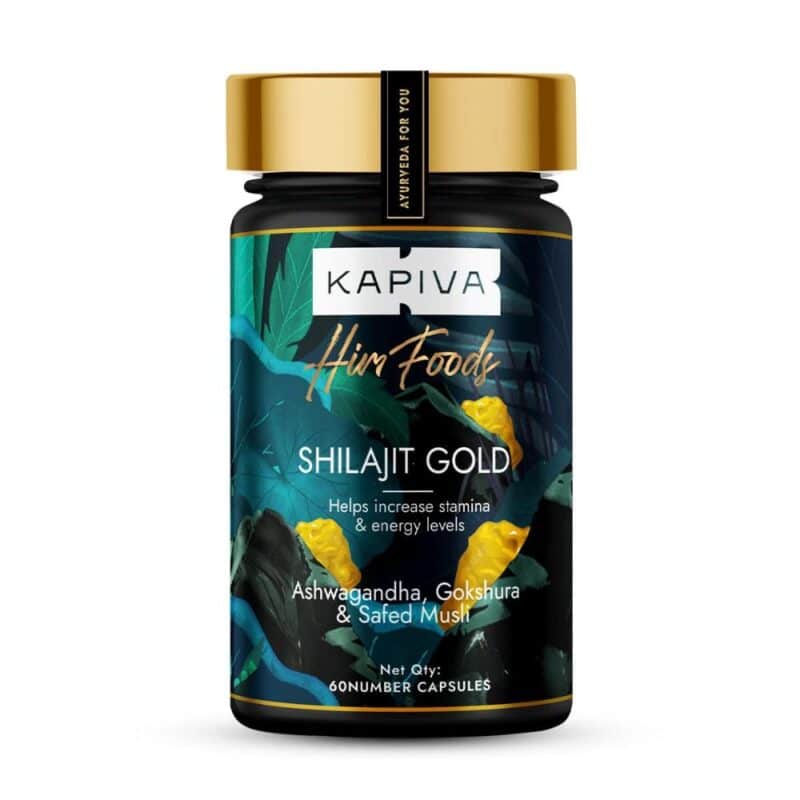 AYURVEDA FOR YOU
KAPIVA
Him Foods
SHILAJIT GOLD
Helps increase stamina
& energy levels
Ashwagandha, Gokshura
& Safed Musli
Net Qty:
60NUMBER CAPSULES